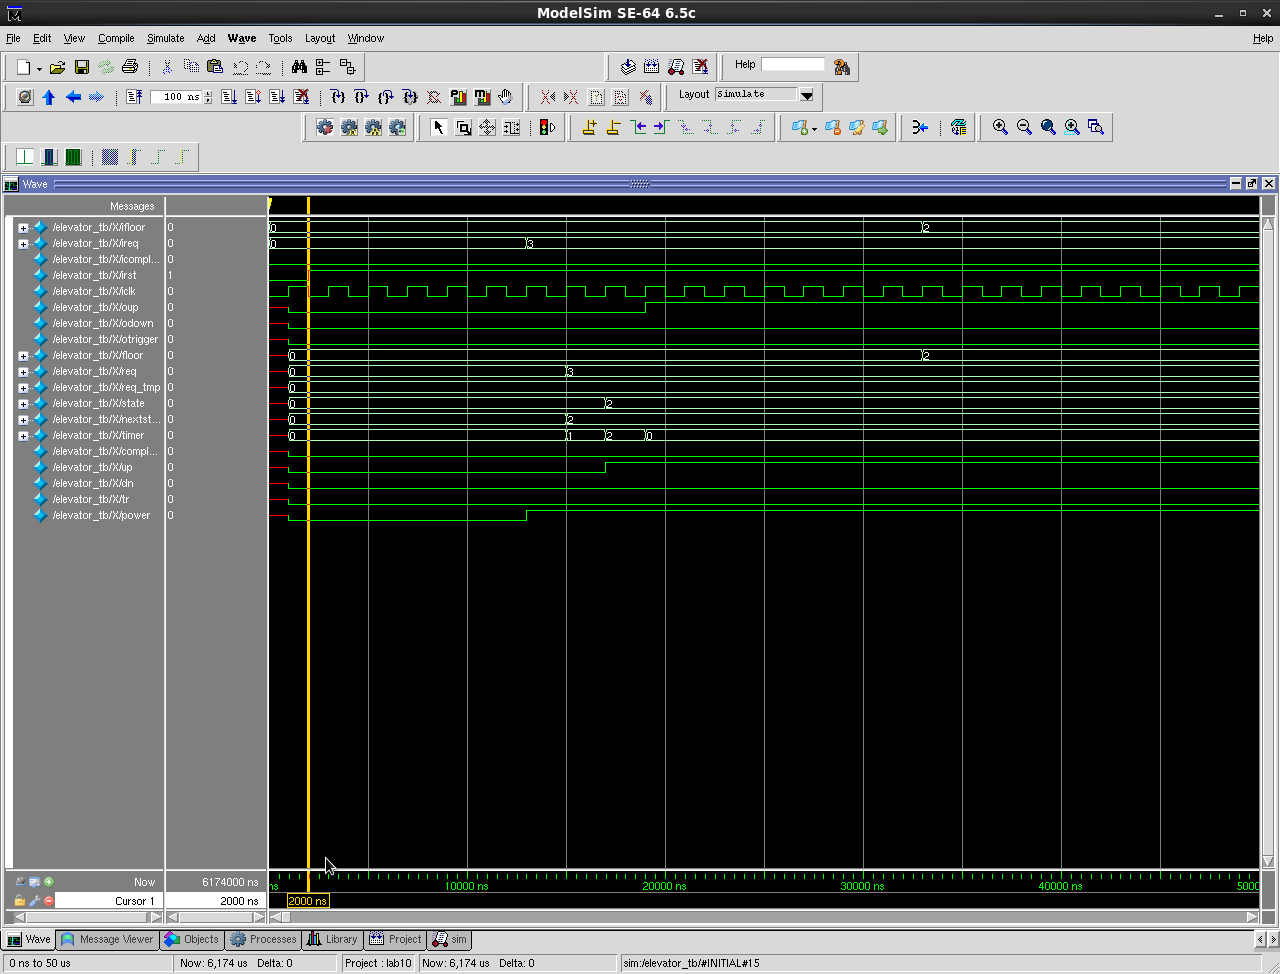 ModelSim SE-64 6.5c
File Edit View Compile Simulate Add Wave Tools Layout Window Help
Help
100 ns Layout Simulate
Wave
Messages
/elevator_tb/X/ifloor 0 0 2
/elevator_tb/X/ireq 0 0 3
/elevator_tb/X/icompl... 0
/elevator_tb/X/irst 1
/elevator_tb/X/iclk 0
/elevator_tb/X/oup 0
/elevator_tb/X/odown 0
/elevator_tb/X/otrigger 0
/elevator_tb/X/floor 0 0 2
/elevator_tb/X/req 0 0 3
/elevator_tb/X/req_tmp 0 0
/elevator_tb/X/state 0 0 2
/elevator_tb/X/nextst... 0 0 2
/elevator_tb/X/timer 0 0 1 2 0
/elevator_tb/X/compl... 0
/elevator_tb/X/up 0
/elevator_tb/X/dn 0
/elevator_tb/X/tr 0
/elevator_tb/X/power 0
Now 6174000 ns ns 10000 ns 20000 ns 30000 ns 40000 ns 5000
Cursor 1 2000 ns 2000 ns
Wave Message Viewer Objects Processes Library Project sim
0 ns to 50 us Now: 6,174 us Delta: 0 Project : lab10 Now: 6,174 us Delta: 0 sim:/elevator_tb/#INITIAL#15